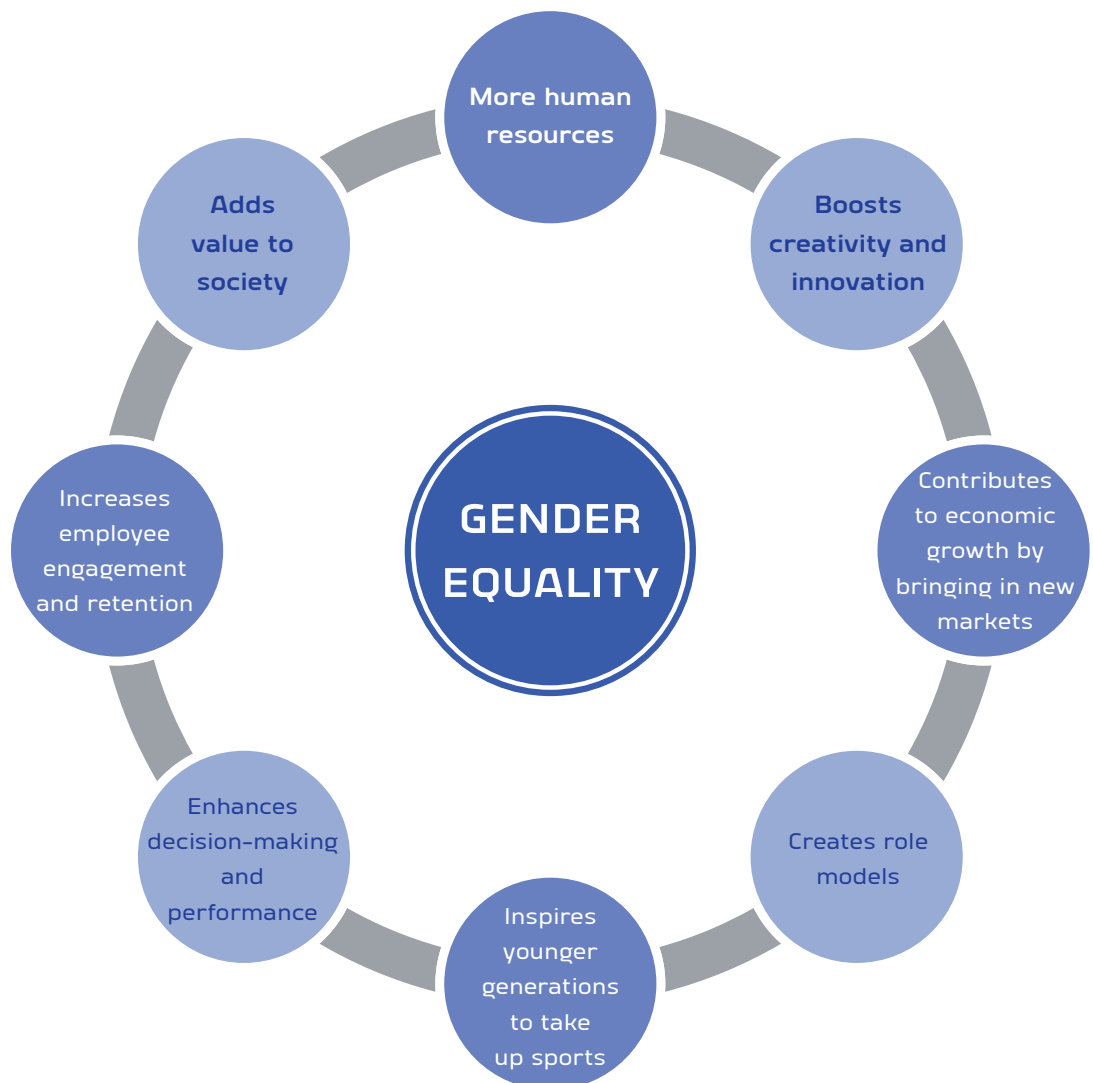 More human
resources
Boosts
creativity and
innovation
Contributes
to economic
growth by
bringing in new
markets
Creates role
models
Inspires
younger
generations
to take
up sports
Enhances
decision-making
and
performance
Increases
employee
engagement
and retention
Adds
value to
society
GENDER
EQUALITY